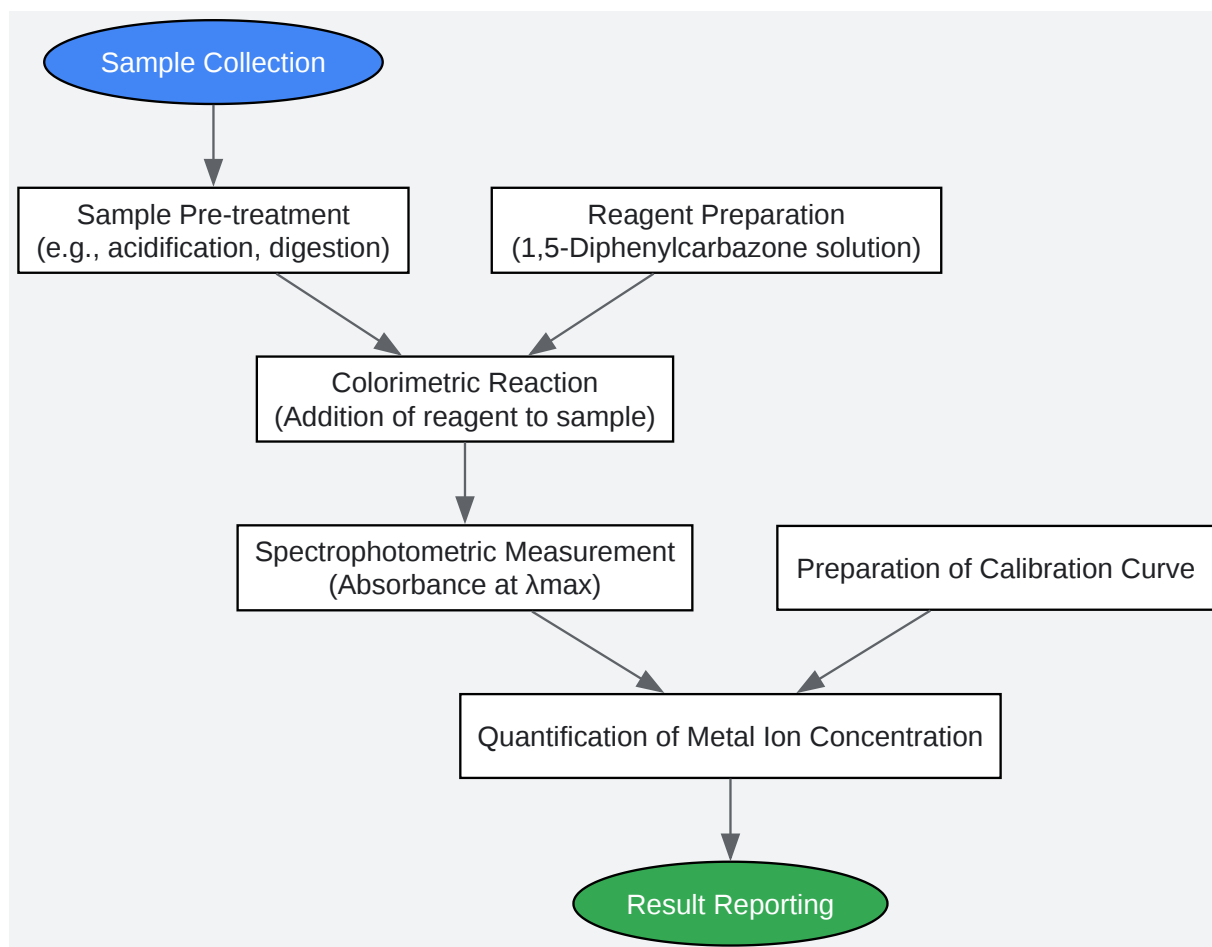 Sample Collection
Sample Pre-treatment
(e.g., acidification, digestion)
Reagent Preparation
(1,5-Diphenylcarbazone solution)
Colorimetric Reaction
(Addition of reagent to sample)
Spectrophotometric Measurement
(Absorbance at λmax)
Preparation of Calibration Curve
Quantification of Metal Ion Concentration
Result Reporting